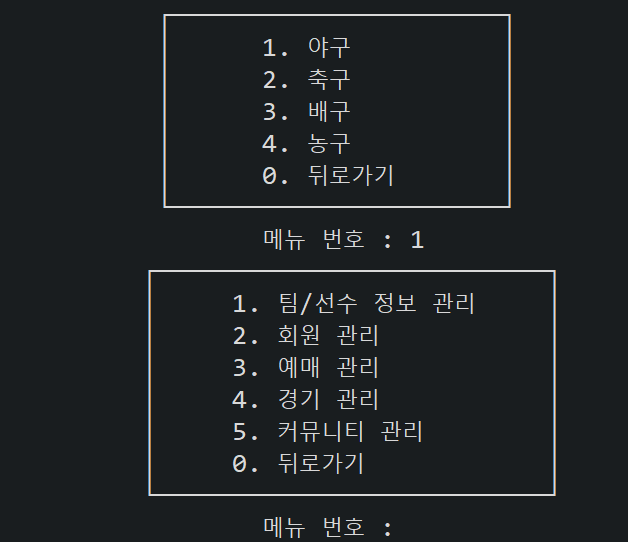 1. 야구
2. 축구
3. 배구
4. 농구
0. 뒤로가기
메뉴 번호 : 1
1. 팀/선수 정보 관리
2. 회원 관리
3. 예매 관리
4. 경기 관리
5. 커뮤니티 관리
0. 뒤로가기
메뉴 번호 :